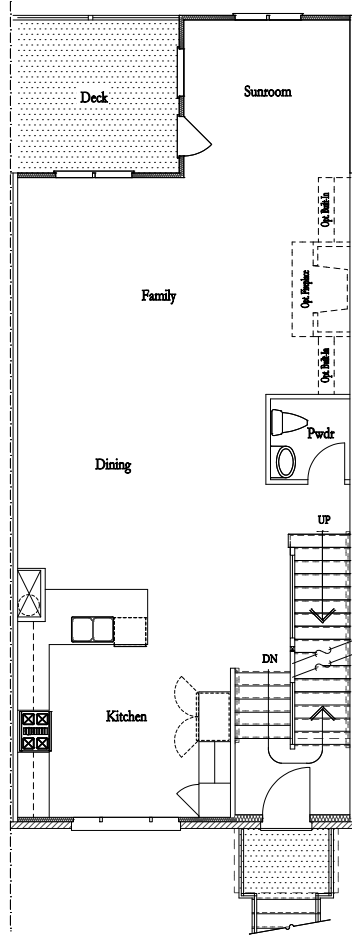 Deck
Sunroom
Opt. Built-In
Family
Opt. Fireplace
Opt. Built-In
Pwdr
Dining
UP
DN
Kitchen